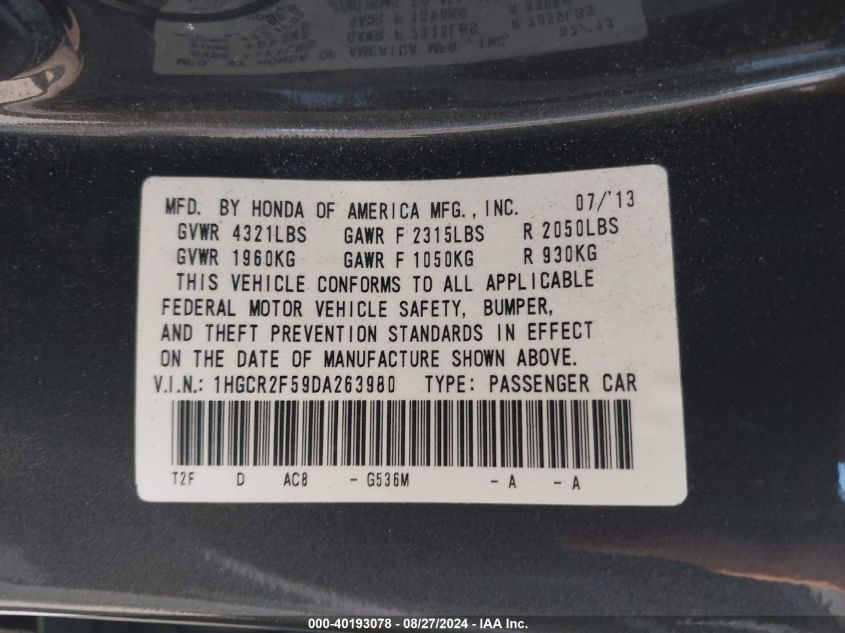 MFD. BY HONDA OF AMERICA MFG., INC. 07/'13
GVWR 4321LBS GAWR F 2315LBS R 2050LBS
GVWR 1960KG GAWR F 1050KG R 930KG
THIS VEHICLE CONFORMS TO ALL APPLICABLE
FEDERAL MOTOR VEHICLE SAFETY, BUMPER,
AND THEFT PREVENTION STANDARDS IN EFFECT
ON THE DATE OF MANUFACTURE SHOWN ABOVE.
V.I.N.: 1HGCR2F59DA263980 TYPE: PASSENGER CAR
T2F D AC8 - G536M - A - A
000-40193078 - 08/27/2024 - IAA Inc.